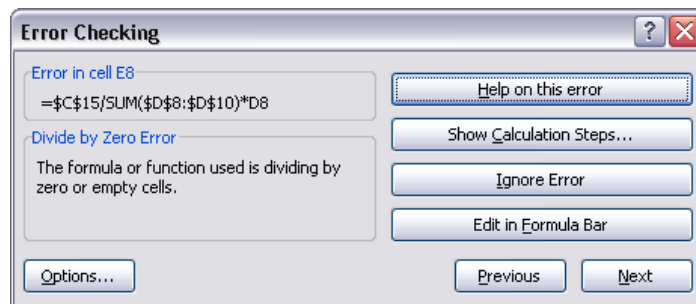 Error Checking
Error in cell E8
=$C$15/SUM($D$8:$D$10)*D8
Divide by Zero Error
The formula or function used is dividing by
zero or empty cells.
Help on this error
Show Calculation Steps...
Ignore Error
Edit in Formula Bar
Options...
Previous
Next